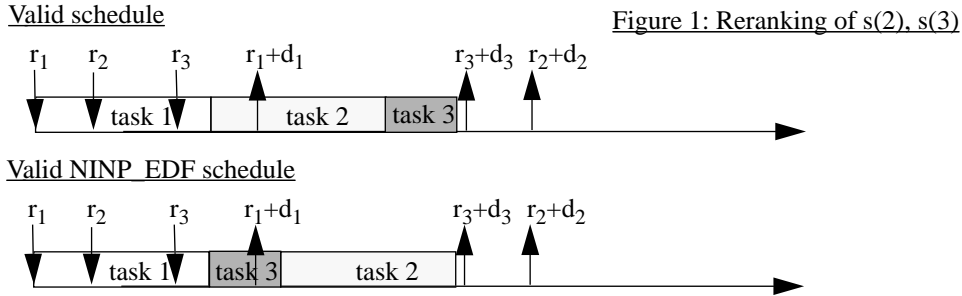 Valid schedule
Figure 1: Reranking of s(2), s(3)
r1 r2 r3 r1+d1 r3+d3 r2+d2
task 1 task 2 task 3
Valid NINP_EDF schedule
r1 r2 r3 r1+d1 r3+d3 r2+d2
task 1 task 3 task 2